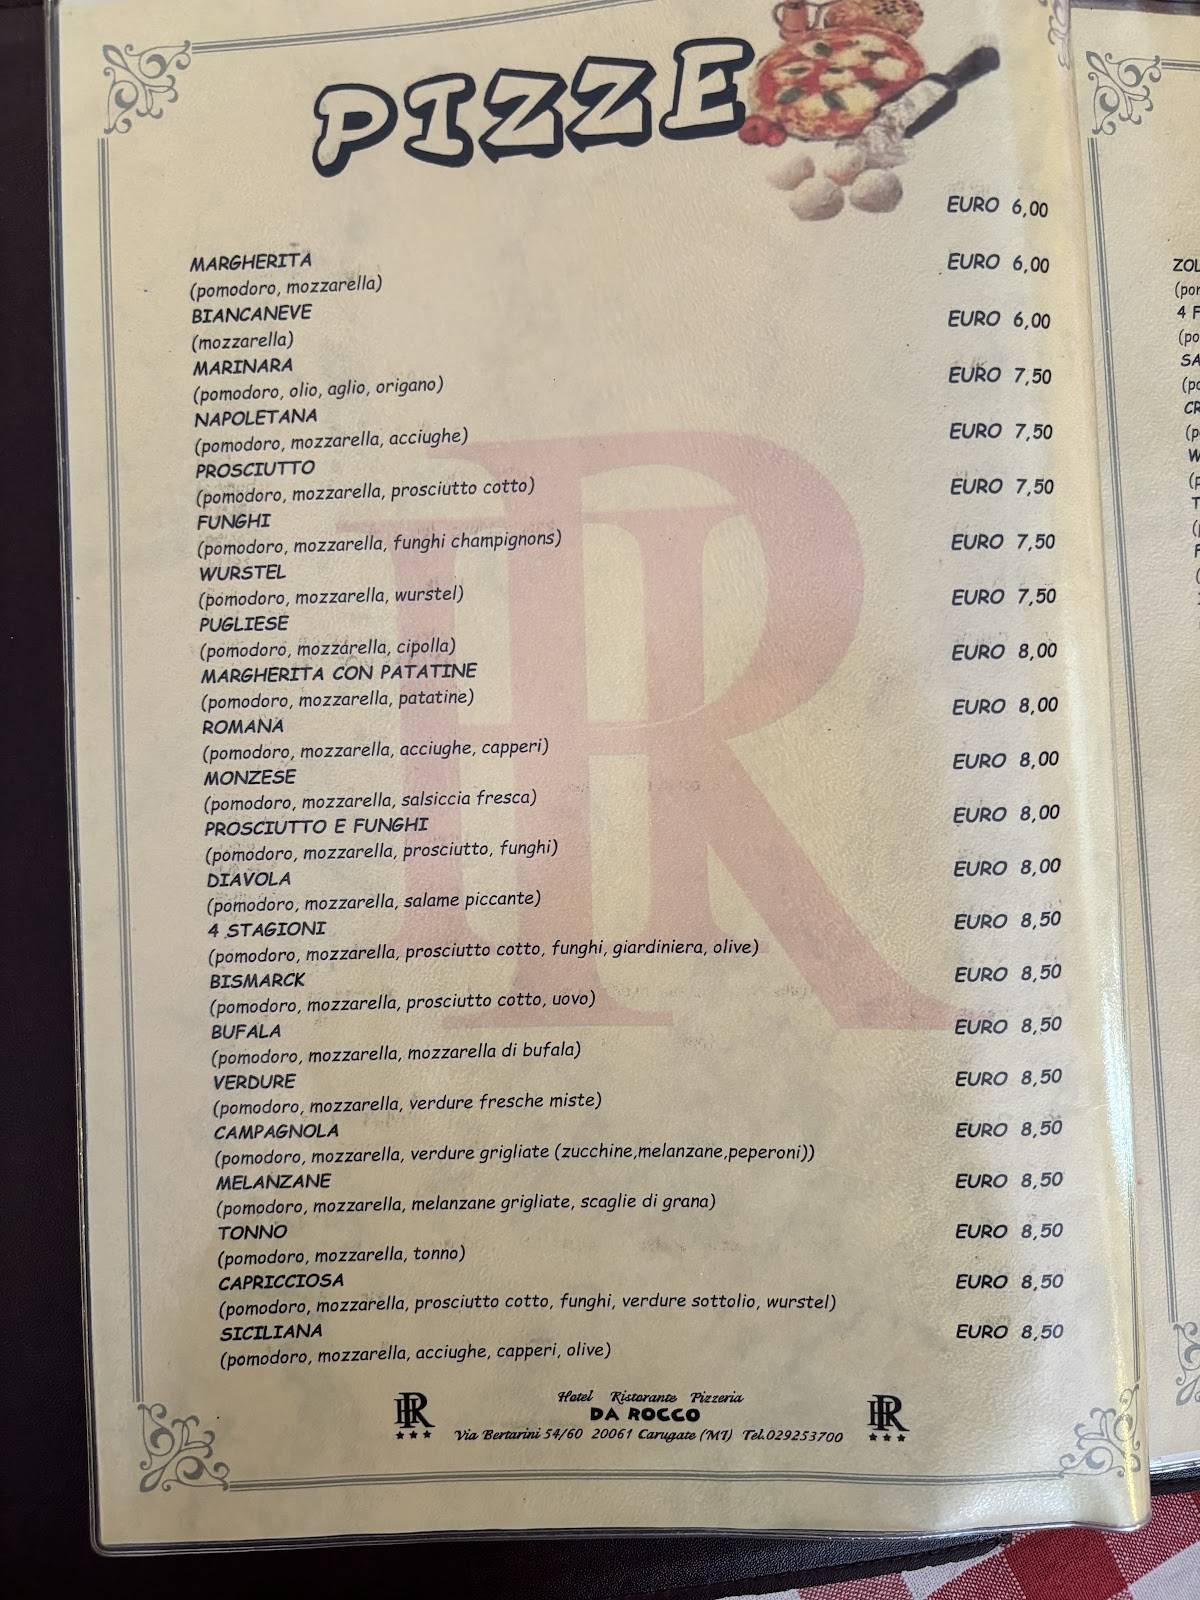 PIZZE
MARGHERITA EURO 6,00
(pomodoro, mozzarella)
BIANCANEVE EURO 6,00
(mozzarella)
MARINARA EURO 6,00
(pomodoro, olio, aglio, origano)
NAPOLETANA EURO 7,50
(pomodoro, mozzarella, acciughe)
PROSCIUTTO EURO 7,50
(pomodoro, mozzarella, prosciutto cotto)
FUNGHI EURO 7,50
(pomodoro, mozzarella, funghi champignons)
WURSTEL EURO 7,50
(pomodoro, mozzarella, wurstel)
PUGLIESE EURO 7,50
(pomodoro, mozzarella, cipolla)
MARGHERITA CON PATATINE EURO 8,00
(pomodoro, mozzarella, patatine)
ROMANA EURO 8,00
(pomodoro, mozzarella, acciughe, capperi)
MONZESE EURO 8,00
(pomodoro, mozzarella, salsiccia fresca)
PROSCIUTTO E FUNGHI EURO 8,00
(pomodoro, mozzarella, prosciutto, funghi)
DIAVOLA EURO 8,00
(pomodoro, mozzarella, salame piccante)
4 STAGIONI EURO 8,50
(pomodoro, mozzarella, prosciutto cotto, funghi, giardiniera, olive)
BISMARCK EURO 8,50
(pomodoro, mozzarella, prosciutto cotto, uovo)
BUFALA EURO 8,50
(pomodoro, mozzarella, mozzarella di bufala)
VERDURE EURO 8,50
(pomodoro, mozzarella, verdure fresche miste)
CAMPAGNOLA EURO 8,50
(pomodoro, mozzarella, verdure grigliate (zucchine,melanzane,peperoni))
MELANZANE EURO 8,50
(pomodoro, mozzarella, melanzane grigliate, scaglie di grana)
TONNO EURO 8,50
(pomodoro, mozzarella, tonno)
CAPRICCIOSA EURO 8,50
(pomodoro, mozzarella, prosciutto cotto, funghi, verdure sottolio, wurstel)
SICILIANA EURO 8,50
(pomodoro, mozzarella, acciughe, capperi, olive)
Hotel Ristorante Pizzeria
DA ROCCO
Via Bertarini 54/60 20061 Carugate (MI) Tel.029253700